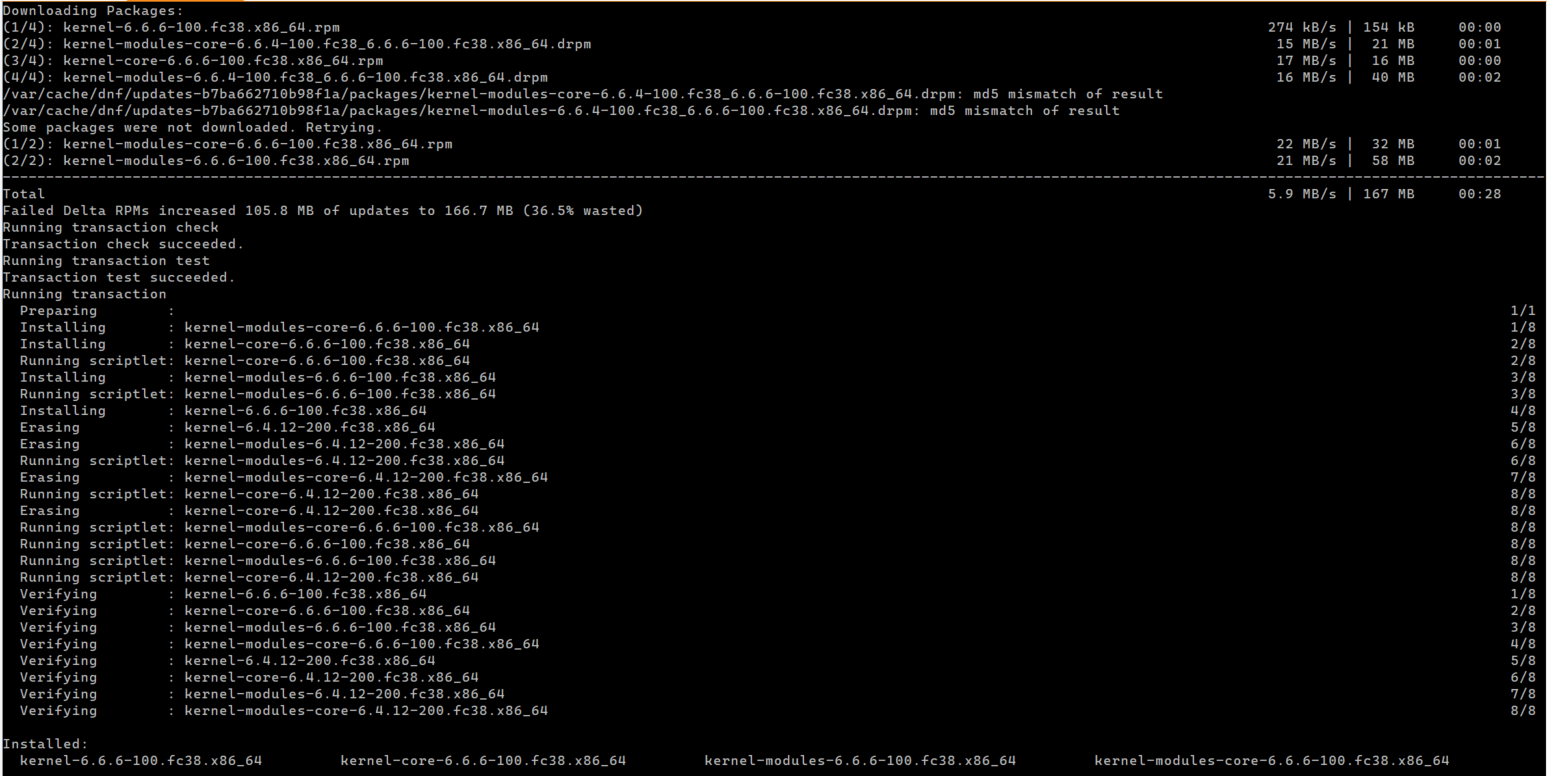 Downloading Packages:
(1/4): kernel-6.6.6-100.fc38.x86_64.rpm 274 kB/s | 154 kB 00:00
(2/4): kernel-modules-core-6.6.4-100.fc38_6.6.6-100.fc38.x86_64.drpm 15 MB/s | 21 MB 00:01
(3/4): kernel-core-6.6.6-100.fc38.x86_64.rpm 17 MB/s | 16 MB 00:00
(4/4): kernel-modules-6.6.4-100.fc38_6.6.6-100.fc38.x86_64.drpm 16 MB/s | 40 MB 00:02
/var/cache/dnf/updates-b7ba662710b98f1a/packages/kernel-modules-core-6.6.4-100.fc38_6.6.6-100.fc38.x86_64.drpm: md5 mismatch of result
/var/cache/dnf/updates-b7ba662710b98f1a/packages/kernel-modules-6.6.4-100.fc38_6.6.6-100.fc38.x86_64.drpm: md5 mismatch of result
Some packages were not downloaded. Retrying.
(1/2): kernel-modules-core-6.6.6-100.fc38.x86_64.rpm 22 MB/s | 32 MB 00:01
(2/2): kernel-modules-6.6.6-100.fc38.x86_64.rpm 21 MB/s | 58 MB 00:02
Total 5.9 MB/s | 167 MB 00:28
Failed Delta RPMs increased 105.8 MB of updates to 166.7 MB (36.5% wasted)
Running transaction check
Transaction check succeeded.
Running transaction test
Transaction test succeeded.
Running transaction
Preparing : 1/1
Installing : kernel-modules-core-6.6.6-100.fc38.x86_64 1/8
Installing : kernel-core-6.6.6-100.fc38.x86_64 2/8
Running scriptlet: kernel-core-6.6.6-100.fc38.x86_64 2/8
Installing : kernel-modules-6.6.6-100.fc38.x86_64 3/8
Running scriptlet: kernel-modules-6.6.6-100.fc38.x86_64 3/8
Installing : kernel-6.6.6-100.fc38.x86_64 4/8
Erasing : kernel-6.4.12-200.fc38.x86_64 5/8
Erasing : kernel-modules-6.4.12-200.fc38.x86_64 6/8
Running scriptlet: kernel-modules-6.4.12-200.fc38.x86_64 6/8
Erasing : kernel-modules-core-6.4.12-200.fc38.x86_64 7/8
Running scriptlet: kernel-core-6.4.12-200.fc38.x86_64 8/8
Erasing : kernel-core-6.4.12-200.fc38.x86_64 8/8
Running scriptlet: kernel-modules-core-6.6.6-100.fc38.x86_64 8/8
Running scriptlet: kernel-core-6.6.6-100.fc38.x86_64 8/8
Running scriptlet: kernel-modules-6.6.6-100.fc38.x86_64 8/8
Running scriptlet: kernel-core-6.4.12-200.fc38.x86_64 8/8
Verifying : kernel-6.6.6-100.fc38.x86_64 1/8
Verifying : kernel-core-6.6.6-100.fc38.x86_64 2/8
Verifying : kernel-modules-6.6.6-100.fc38.x86_64 3/8
Verifying : kernel-modules-core-6.6.6-100.fc38.x86_64 4/8
Verifying : kernel-6.4.12-200.fc38.x86_64 5/8
Verifying : kernel-core-6.4.12-200.fc38.x86_64 6/8
Verifying : kernel-modules-6.4.12-200.fc38.x86_64 7/8
Verifying : kernel-modules-core-6.4.12-200.fc38.x86_64 8/8
Installed:
kernel-6.6.6-100.fc38.x86_64 kernel-core-6.6.6-100.fc38.x86_64 kernel-modules-6.6.6-100.fc38.x86_64 kernel-modules-core-6.6.6-100.fc38.x86_64